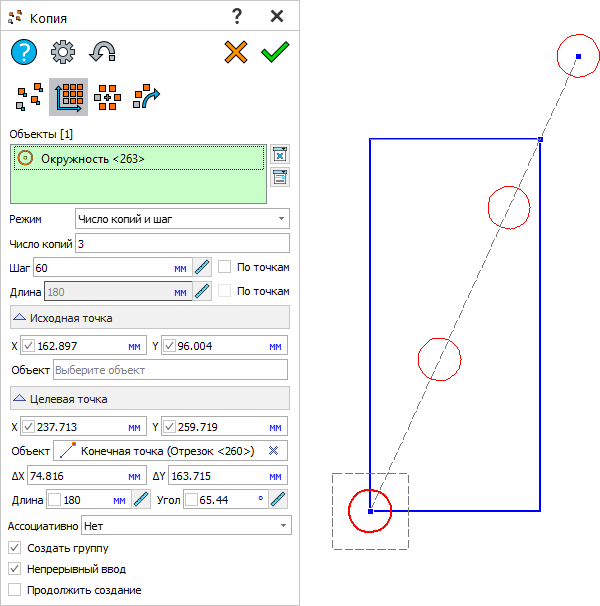 Копия ? ×
?
Объекты [1]
Окружность <263>
Режим Число копий и шаг
Число копий 3
Шаг 60 мм По точкам
Длина 180 мм По точкам
Исходная точка
X 162.897 мм Y 96.004 мм
Объект Выберите объект
Целевая точка
X 237.713 мм Y 259.719 мм
Объект Конечная точка (Отрезок <260>)
ΔX 74.816 мм ΔY 163.715 мм
Длина 180 мм Угол 65.44 °
Ассоциативно Нет
Создать группу
Непрерывный ввод
Продолжить создание